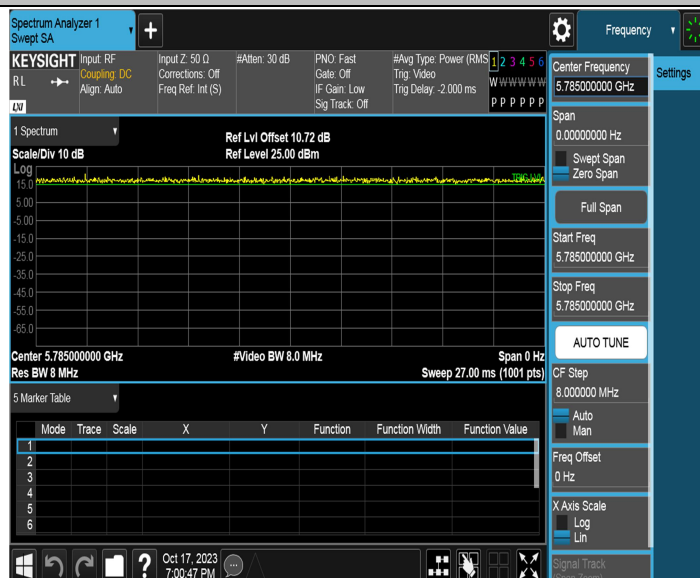 Spectrum Analyzer 1
Swept SA
Frequency
KEYSIGHT
RL
LXI
Input: RF
Coupling: DC
Align: Auto
Input Z: 50 Ω
Corrections: Off
Freq Ref: Int (S)
#Atten: 30 dB
PNO: Fast
Gate: Off
IF Gain: Low
Sig Track: Off
#Avg Type: Power (RMS
Trig: Video
Trig Delay: -2.000 ms
1 2 3 4 5 6
W W W W W W
P P P P P P
1 Spectrum
Scale/Div 10 dB
Ref Lvl Offset 10.72 dB
Ref Level 25.00 dBm
Log
TRIG LVL
15.0
5.00
-5.00
-15.0
-25.0
-35.0
-45.0
-55.0
-65.0
Center 5.785000000 GHz
#Video BW 8.0 MHz
Span 0 Hz
Res BW 8 MHz
Sweep 27.00 ms (1001 pts)
5 Marker Table
Mode Trace Scale X Y Function Function Width Function Value
1
2
3
4
5
6
Oct 17, 2023
7:00:47 PM
Center Frequency
5.785000000 GHz
Settings
Span
0.00000000 Hz
Swept Span
Zero Span
Full Span
Start Freq
5.785000000 GHz
Stop Freq
5.785000000 GHz
AUTO TUNE
CF Step
8.000000 MHz
Auto
Man
Freq Offset
0 Hz
X Axis Scale
Log
Lin
Signal Track
(Span Zoom)